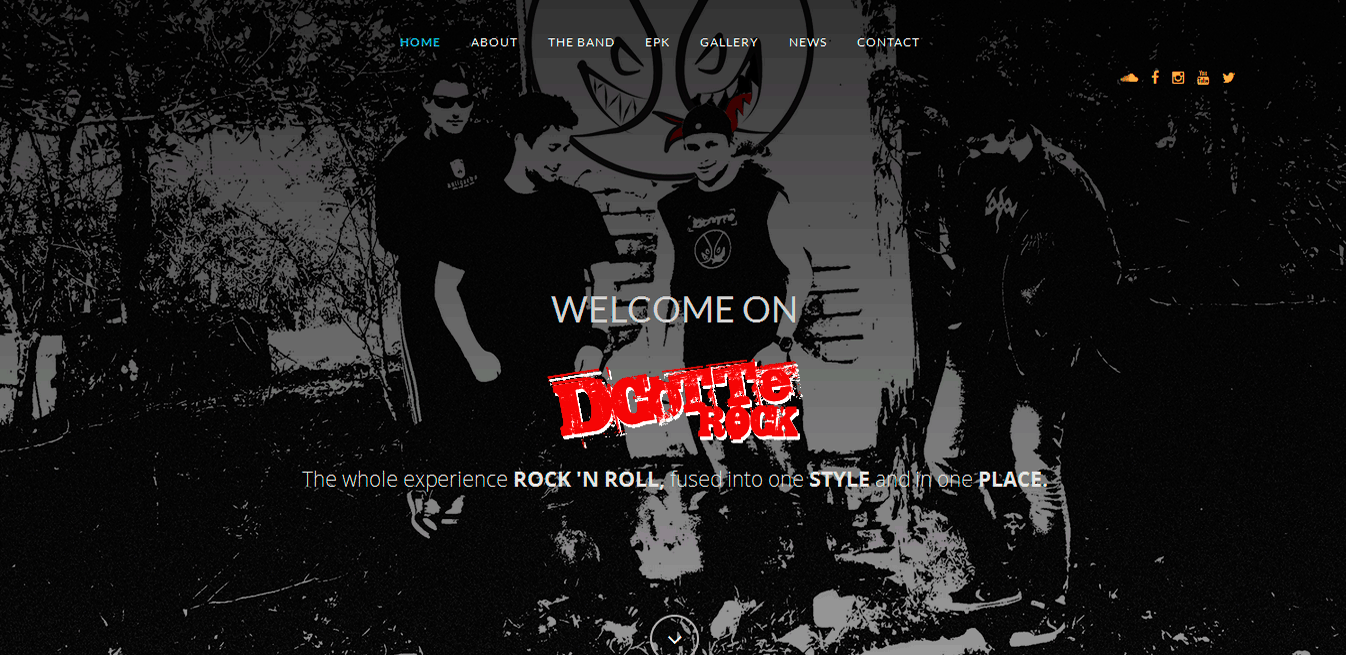 HOME ABOUT THE BAND EPK GALLERY NEWS CONTACT
WELCOME ON
DCOTTE
ROCK
The whole experience ROCK 'N ROLL, fused into one STYLE and in one PLACE.